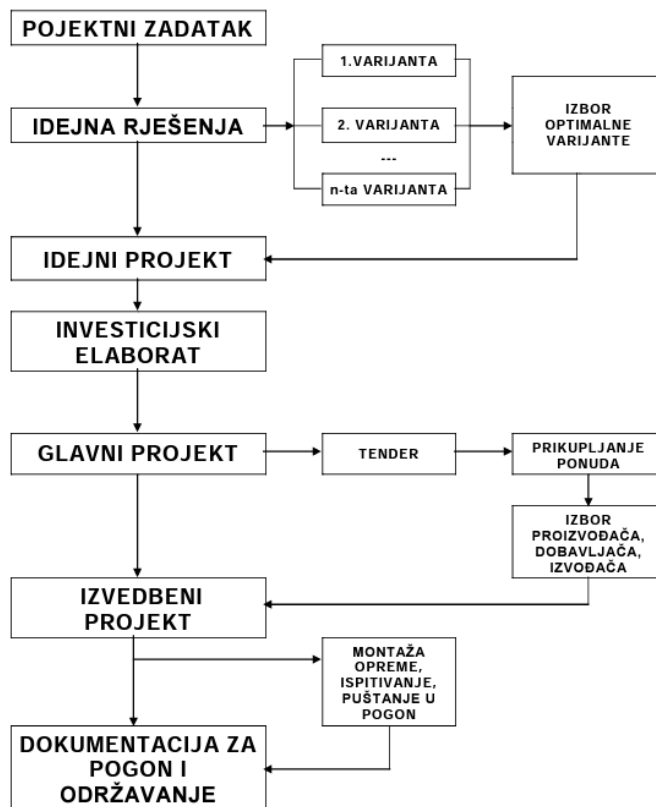 POJEKTNI ZADATAK
1.VARIJANTA
IDEJNA RJEŠENJA
2. VARIJANTA
---
n-ta VARIJANTA
IZBOR
OPTIMALNE
VARIJANTE
IDEJNI PROJEKT
INVESTICIJSKI
ELABORAT
GLAVNI PROJEKT
TENDER
PRIKUPLJANJE
PONUDA
IZBOR
PROIZVOĐAČA,
DOBAVLJAČA,
IZVOĐAČA
IZVEDBENI
PROJEKT
MONTAŽA
OPREME,
ISPITIVANJE,
PUŠTANJE U
POGON
DOKUMENTACIJA ZA
POGON I
ODRŽAVANJE